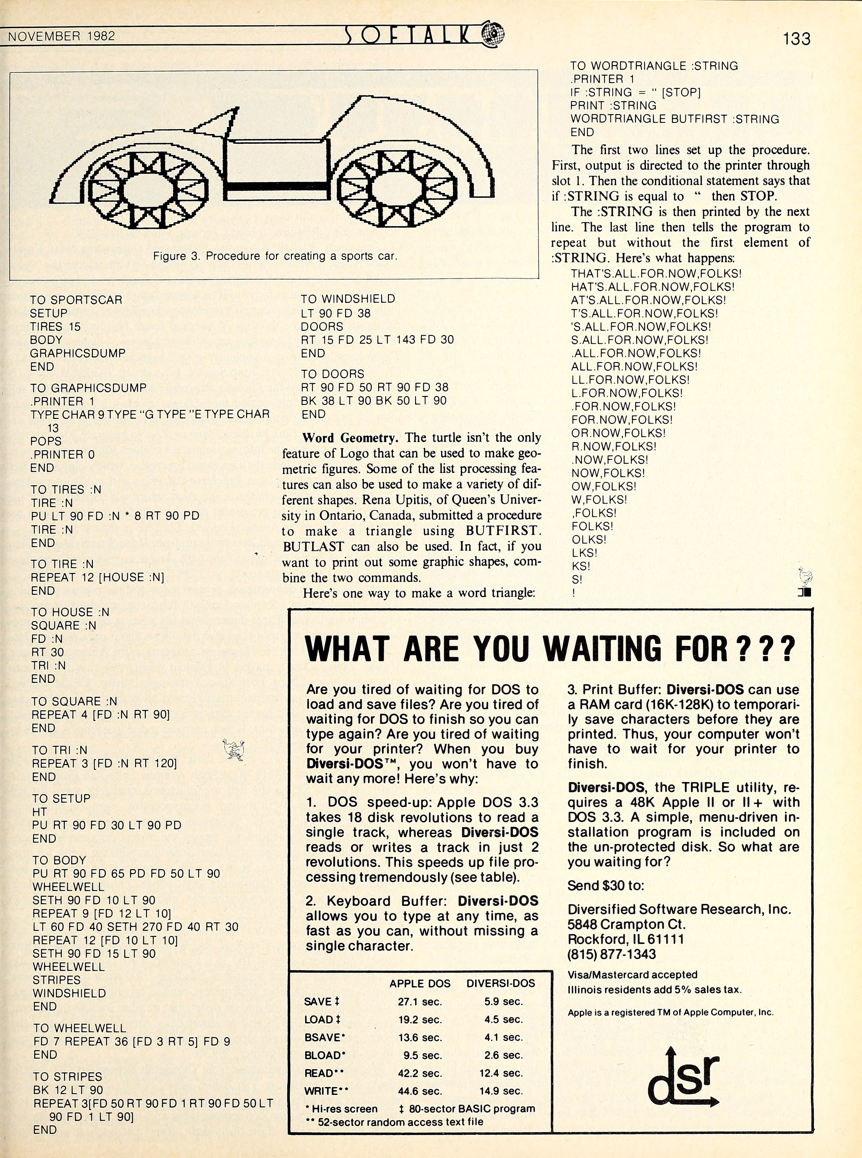 NOVEMBER 1982
SOFTALK
133
Figure 3. Procedure for creating a sports car.
TO SPORTSCAR
SETUP
TIRES 15
BODY
GRAPHICSDUMP
END
TO GRAPHICSDUMP
.PRINTER 1
TYPE CHAR 9 TYPE "G TYPE "E TYPE CHAR
13
POPS
.PRINTER 0
END
TO TIRES :N
TIRE :N
PU LT 90 FD :N * 8 RT 90 PD
TIRE :N
END
TO TIRE :N
REPEAT 12 [HOUSE :N]
END
TO HOUSE :N
SQUARE :N
FD :N
RT 30
TRI :N
END
TO SQUARE :N
REPEAT 4 [FD :N RT 90]
END
TO TRI :N
REPEAT 3 [FD :N RT 120]
END
TO SETUP
HT
PU RT 90 FD 30 LT 90 PD
END
TO BODY
PU RT 90 FD 65 PD FD 50 LT 90
WHEELWELL
SETH 90 FD 10 LT 90
REPEAT 9 [FD 12 LT 10]
LT 60 FD 40 SETH 270 FD 40 RT 30
REPEAT 12 [FD 10 LT 10]
SETH 90 FD 15 LT 90
WHEELWELL
STRIPES
WINDSHIELD
END
TO WHEELWELL
FD 7 REPEAT 36 [FD 3 RT 5] FD 9
END
TO STRIPES
BK 12 LT 90
REPEAT 3[FD 50 RT 90 FD 1 RT 90 FD 50 LT
90 FD 1 LT 90]
END
TO WINDSHIELD
LT 90 FD 38
DOORS
RT 15 FD 25 LT 143 FD 30
END
TO DOORS
RT 90 FD 50 RT 90 FD 38
BK 38 LT 90 BK 50 LT 90
END
Word Geometry. The turtle isn't the only
feature of Logo that can be used to make geo-
metric figures. Some of the list processing fea-
tures can also be used to make a variety of dif-
ferent shapes. Rena Upitis, of Queen's Univer-
sity in Ontario, Canada, submitted a procedure
to make a triangle using BUTFIRST.
BUTLAST can also be used. In fact, if you
want to print out some graphic shapes, com-
bine the two commands.
Here's one way to make a word triangle:
TO WORDTRIANGLE :STRING
.PRINTER 1
IF :STRING = " [STOP]
PRINT :STRING
WORDTRIANGLE BUTFIRST :STRING
END
The first two lines set up the procedure.
First, output is directed to the printer through
slot 1. Then the conditional statement says that
if :STRING is equal to " then STOP.
The :STRING is then printed by the next
line. The last line then tells the program to
repeat but without the first element of
:STRING. Here's what happens:
THAT'S.ALL.FOR.NOW,FOLKS!
HAT'S.ALL.FOR.NOW,FOLKS!
AT'S.ALL.FOR.NOW,FOLKS!
T'S.ALL.FOR.NOW,FOLKS!
'S.ALL.FOR.NOW,FOLKS!
S.ALL.FOR.NOW,FOLKS!
.ALL.FOR.NOW,FOLKS!
ALL.FOR.NOW,FOLKS!
LL.FOR.NOW,FOLKS!
L.FOR.NOW,FOLKS!
.FOR.NOW,FOLKS!
FOR.NOW,FOLKS!
OR.NOW,FOLKS!
R.NOW,FOLKS!
.NOW,FOLKS!
NOW,FOLKS!
OW,FOLKS!
W,FOLKS!
,FOLKS!
FOLKS!
OLKS!
LKS!
KS!
S!
!
WHAT ARE YOU WAITING FOR???
Are you tired of waiting for DOS to
load and save files? Are you tired of
waiting for DOS to finish so you can
type again? Are you tired of waiting
for your printer? When you buy
Diversi-DOS™, you won't have to
wait any more! Here's why:
1. DOS speed-up: Apple DOS 3.3
takes 18 disk revolutions to read a
single track, whereas Diversi-DOS
reads or writes a track in just 2
revolutions. This speeds up file pro-
cessing tremendously (see table).
2. Keyboard Buffer: Diversi-DOS
allows you to type at any time, as
fast as you can, without missing a
single character.
3. Print Buffer: Diversi-DOS can use
a RAM card (16K-128K) to temporari-
ly save characters before they are
printed. Thus, your computer won't
have to wait for your printer to
finish.
Diversi-DOS, the TRIPLE utility, re-
quires a 48K Apple II or II+ with
DOS 3.3. A simple, menu-driven in-
stallation program is included on
the un-protected disk. So what are
you waiting for?
Send $30 to:
Diversified Software Research, Inc.
5848 Crampton Ct.
Rockford, IL 61111
(815) 877-1343
Visa/Mastercard accepted
Illinois residents add 5% sales tax.
Apple is a registered TM of Apple Computer, Inc.
dsr
APPLE DOS DIVERSI-DOS
SAVE ‡ 27.1 sec. 5.9 sec.
LOAD ‡ 19.2 sec. 4.5 sec.
BSAVE* 13.6 sec. 4.1 sec.
BLOAD* 9.5 sec. 2.6 sec.
READ** 42.2 sec. 12.4 sec.
WRITE** 44.6 sec. 14.9 sec.
* Hi-res screen ‡ 80-sector BASIC program
** 52-sector random access text file